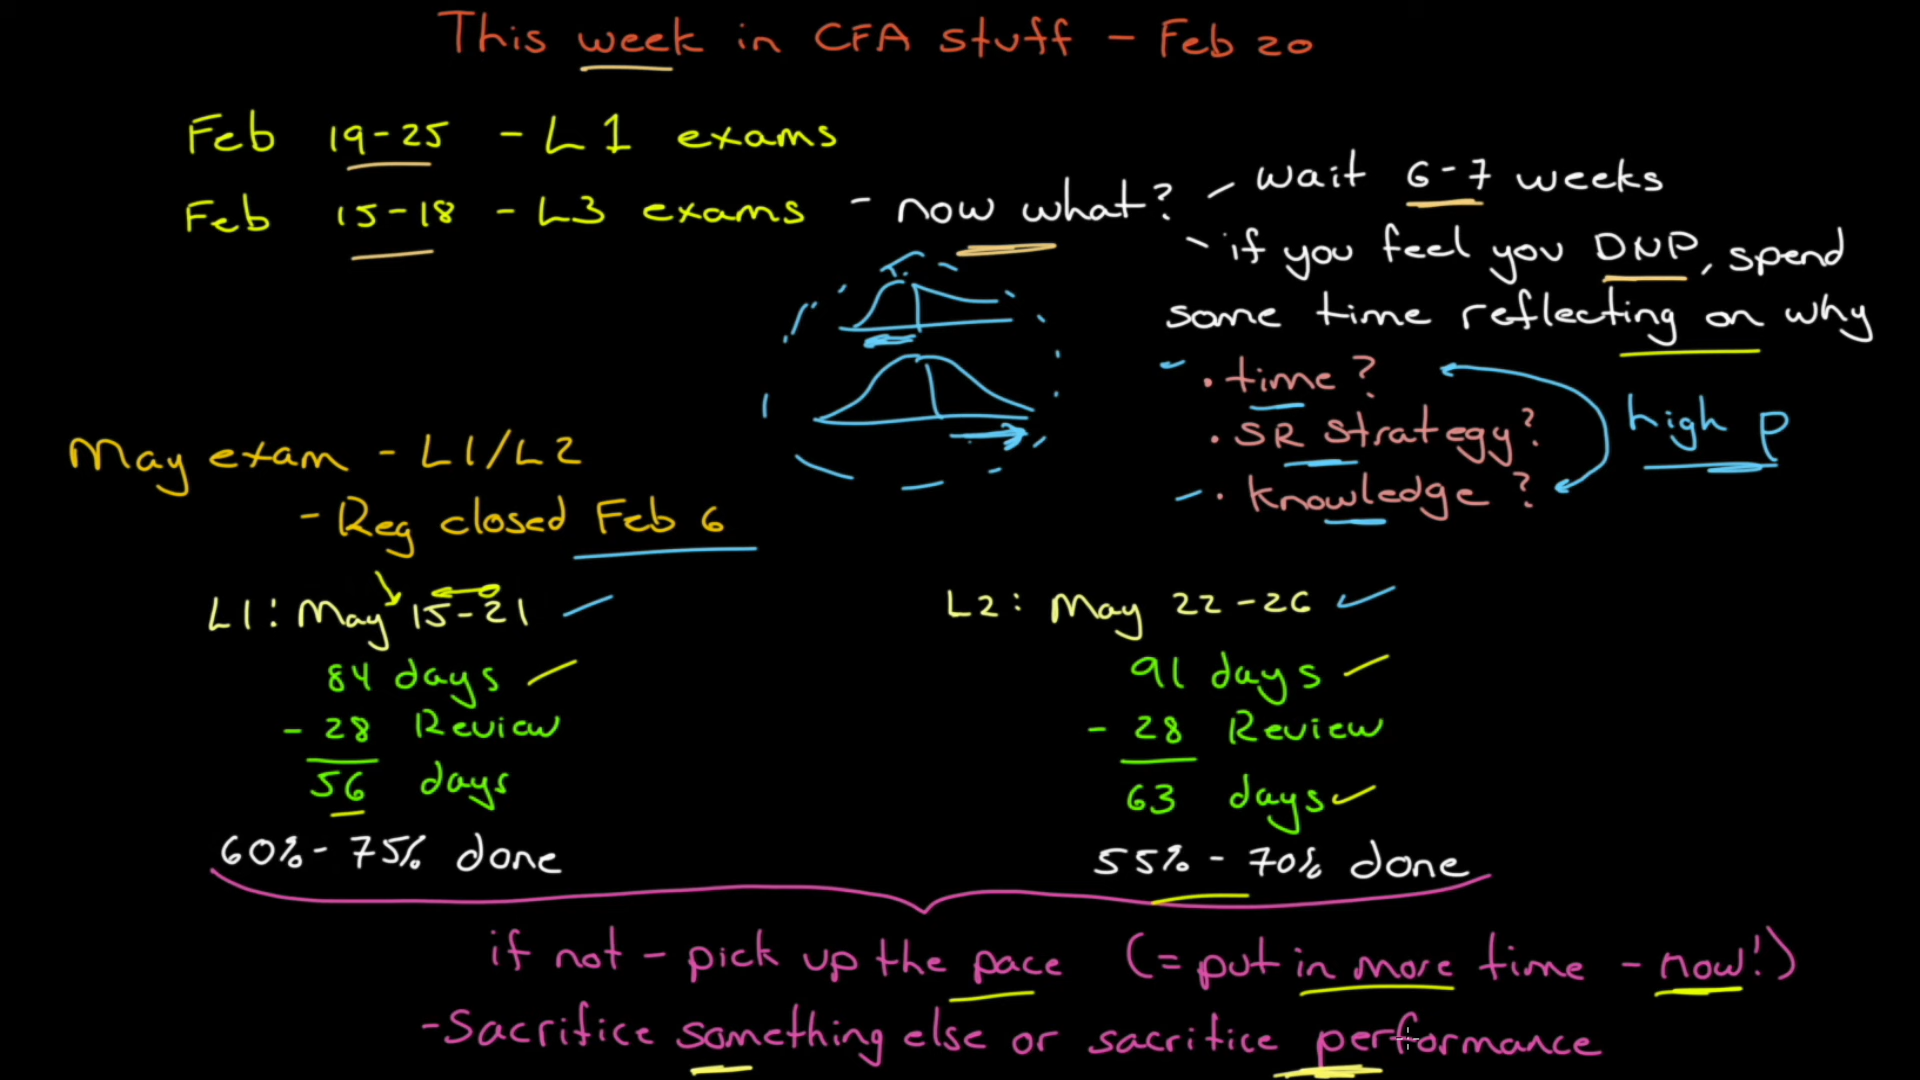 This week in CFA stuff - Feb 20
Feb 19-25 - L1 exams
Feb 15-18 - L3 exams - now what? - wait 6-7 weeks
- if you feel you DNP, spend
some time reflecting on why
• time?
• SR strategy?
• knowledge?
high p
May exam - L1/L2
- Reg closed Feb 6
L1: May 15-21
84 days
- 28 Review
56 days
60% - 75% done
L2: May 22-26
91 days
- 28 Review
63 days
55% - 70% done
if not - pick up the pace (= put in more time - now!)
- Sacrifice something else or sacrifice performance